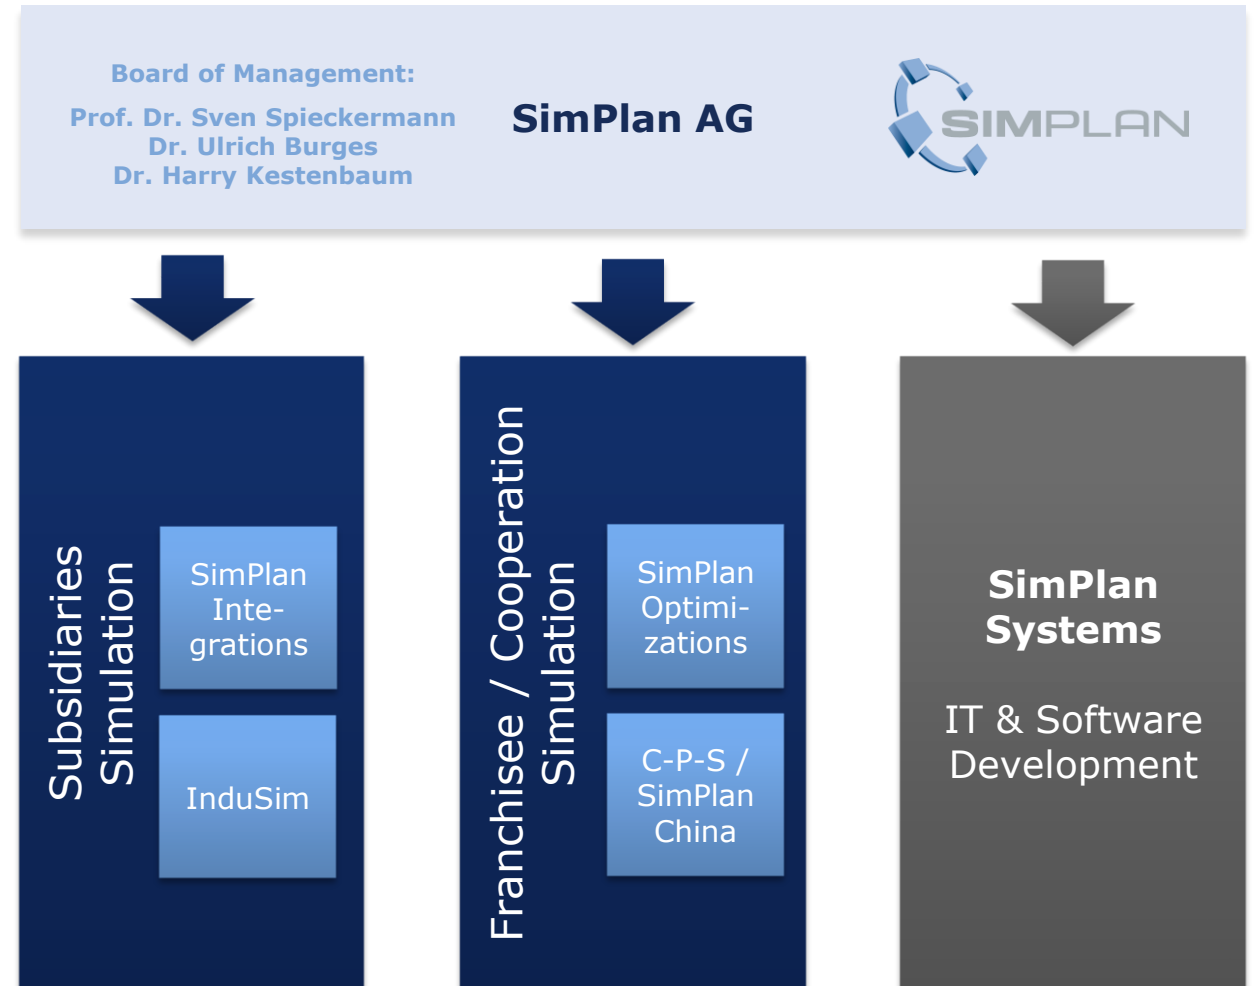 Board of Management:
Prof. Dr. Sven Spieckermann
Dr. Ulrich Burges
Dr. Harry Kestenbaum
SimPlan AG
SIMPLAN
Subsidiaries
Simulation
SimPlan
Inte-
grations
InduSim
Franchisee / Cooperation
Simulation
SimPlan
Optimi-
zations
C-P-S /
SimPlan
China
SimPlan
Systems
IT & Software
Development